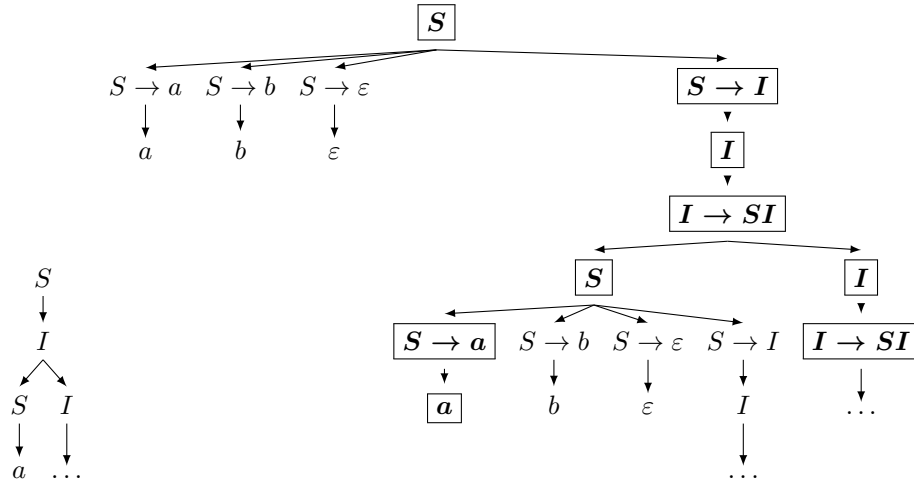 S
S → a S → b S → ε S → I
a b ε I
I → SI
S S I
I S → a S → b S → ε S → I I → SI
S I a b ε I ...
a ... ...